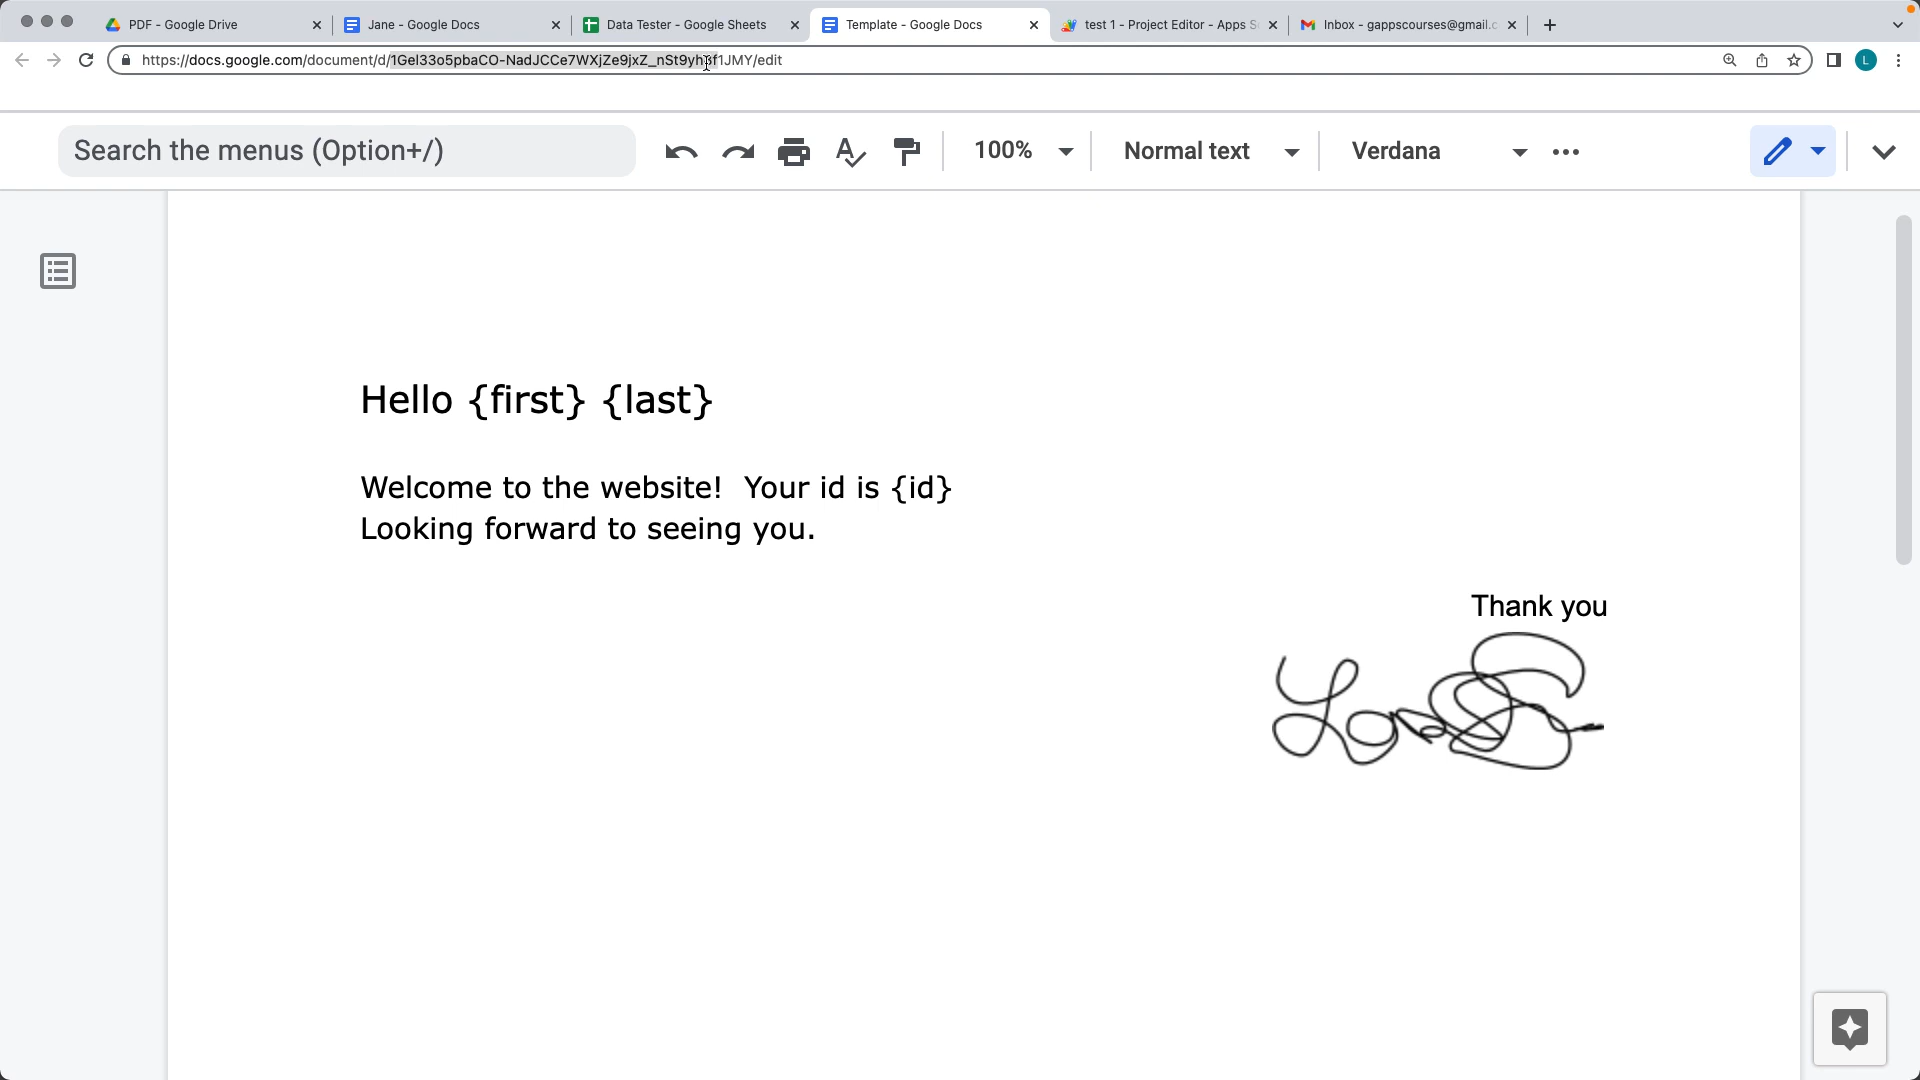 PDF - Google Drive
Jane - Google Docs
Data Tester - Google Sheets
Template - Google Docs
test 1 - Project Editor - Apps S
Inbox - gappscourses@gmail.c
https://docs.google.com/document/d/1Gel33o5pbaCO-NadJCCe7WXjZe9jxZ_nSt9yh3f1JMY/edit
L
Search the menus (Option+/)
100%
Normal text
Verdana
Hello {first} {last}
Welcome to the website!  Your id is {id}
Looking forward to seeing you.
Thank you